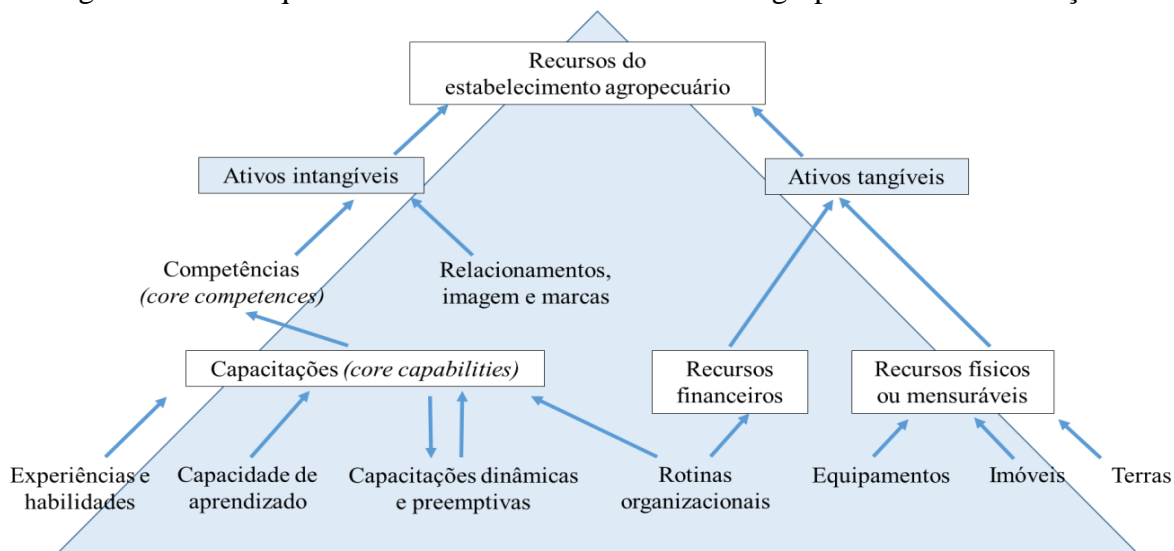 Recursos do
estabelecimento agropecuário
Ativos intangíveis
Ativos tangíveis
Competências
(core competences)
Relacionamentos,
imagem e marcas
Capacitações (core capabilities)
Recursos
financeiros
Recursos físicos
ou mensuráveis
Experiências e
habilidades
Capacidade de
aprendizado
Capacitações dinâmicas
e preemptivas
Rotinas
organizacionais
Equipamentos
Imóveis
Terras